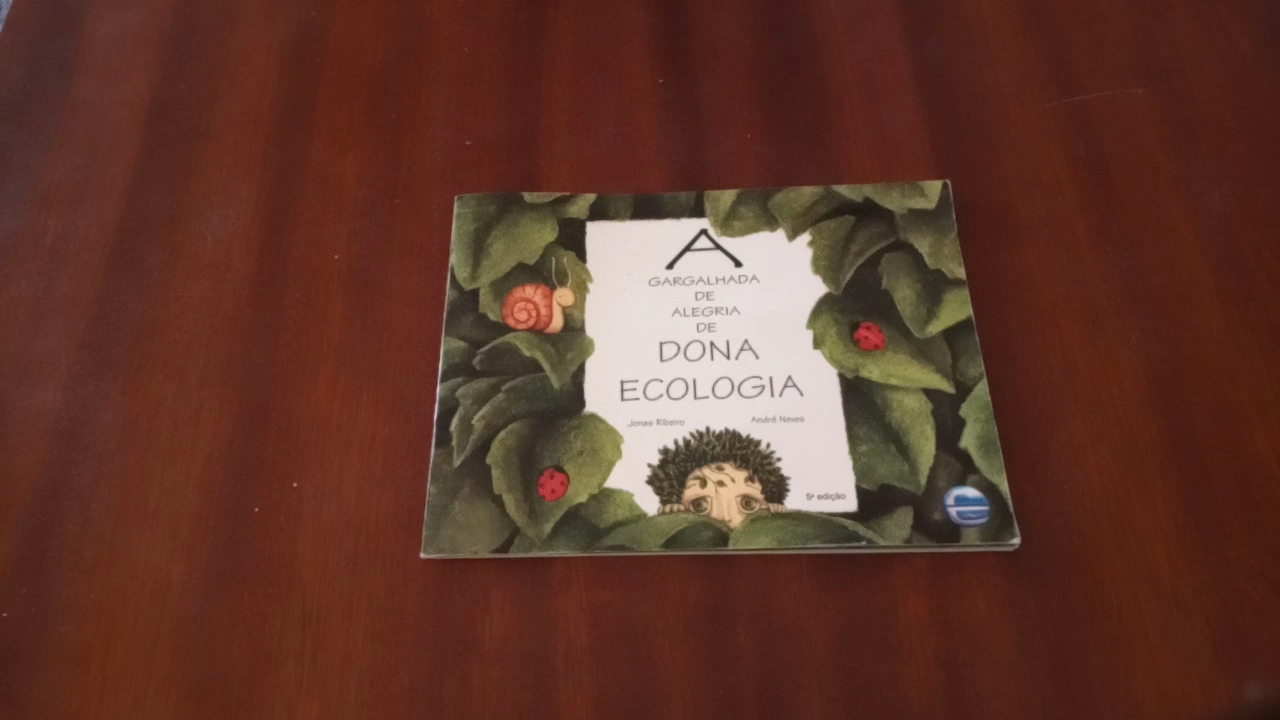 A
GARGALHADA
DE
ALEGRIA
DE
DONA
ECOLOGIA
Jonas Ribeiro
André Neves
5ª edição